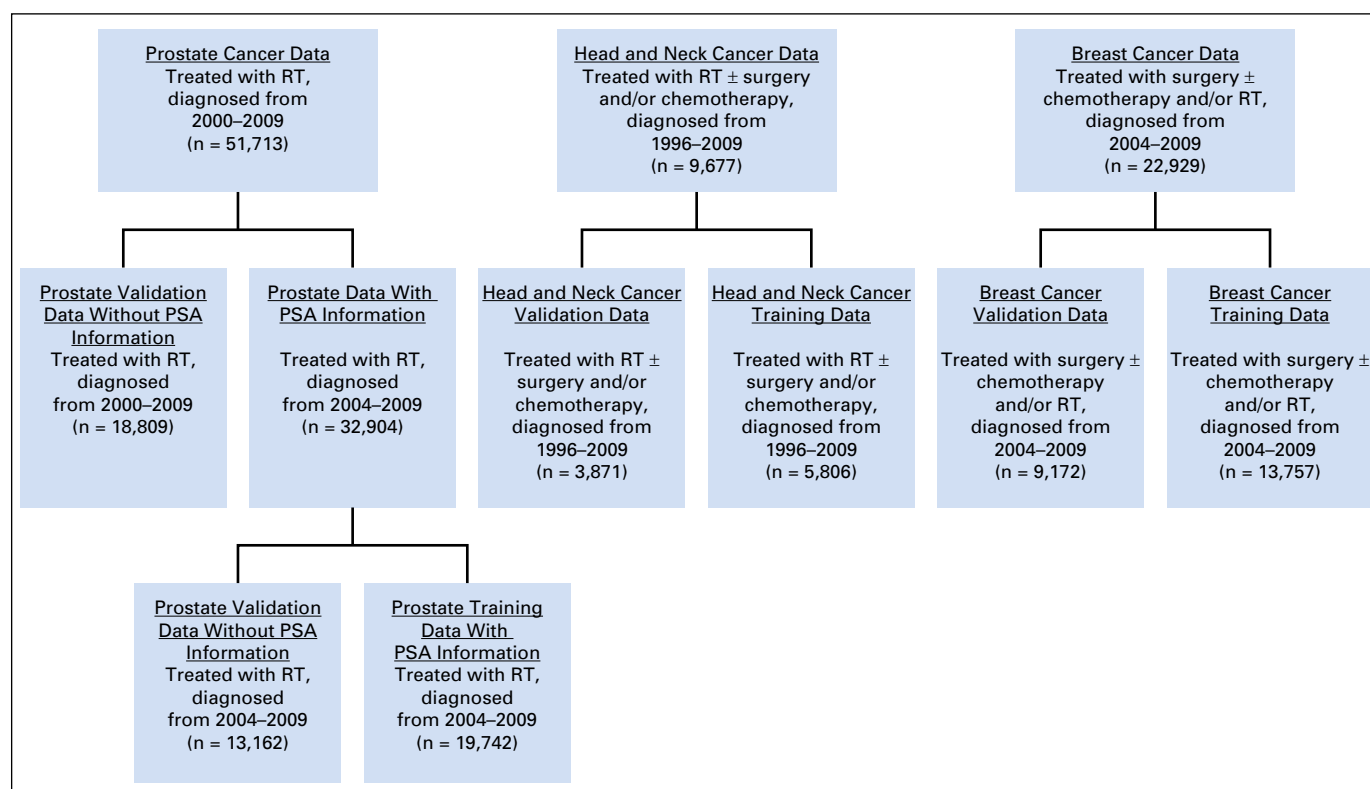 Prostate Cancer Data
Treated with RT,
diagnosed from
2000–2009
(n = 51,713)
Head and Neck Cancer Data
Treated with RT ± surgery
and/or chemotherapy,
diagnosed from
1996–2009
(n = 9,677)
Breast Cancer Data
Treated with surgery ±
chemotherapy and/or RT,
diagnosed from
2004–2009
(n = 22,929)
Prostate Validation
Data Without PSA
Information
Treated with RT,
diagnosed
from 2000–2009
(n = 18,809)
Prostate Data With
PSA Information
Treated with RT,
diagnosed
from 2004–2009
(n = 32,904)
Head and Neck Cancer
Validation Data
Treated with RT ±
surgery and/or
chemotherapy,
diagnosed from
1996–2009
(n = 3,871)
Head and Neck Cancer
Training Data
Treated with RT ±
surgery and/or
chemotherapy,
diagnosed from
1996–2009
(n = 5,806)
Breast Cancer
Validation Data
Treated with surgery ±
chemotherapy
and/or RT,
diagnosed from
2004–2009
(n = 9,172)
Breast Cancer
Training Data
Treated with surgery ±
chemotherapy
and/or RT,
diagnosed from
2004–2009
(n = 13,757)
Prostate Validation
Data Without PSA
Information
Treated with RT,
diagnosed
from 2004–2009
(n = 13,162)
Prostate Training
Data With
PSA Information
Treated with RT,
diagnosed
from 2004–2009
(n = 19,742)